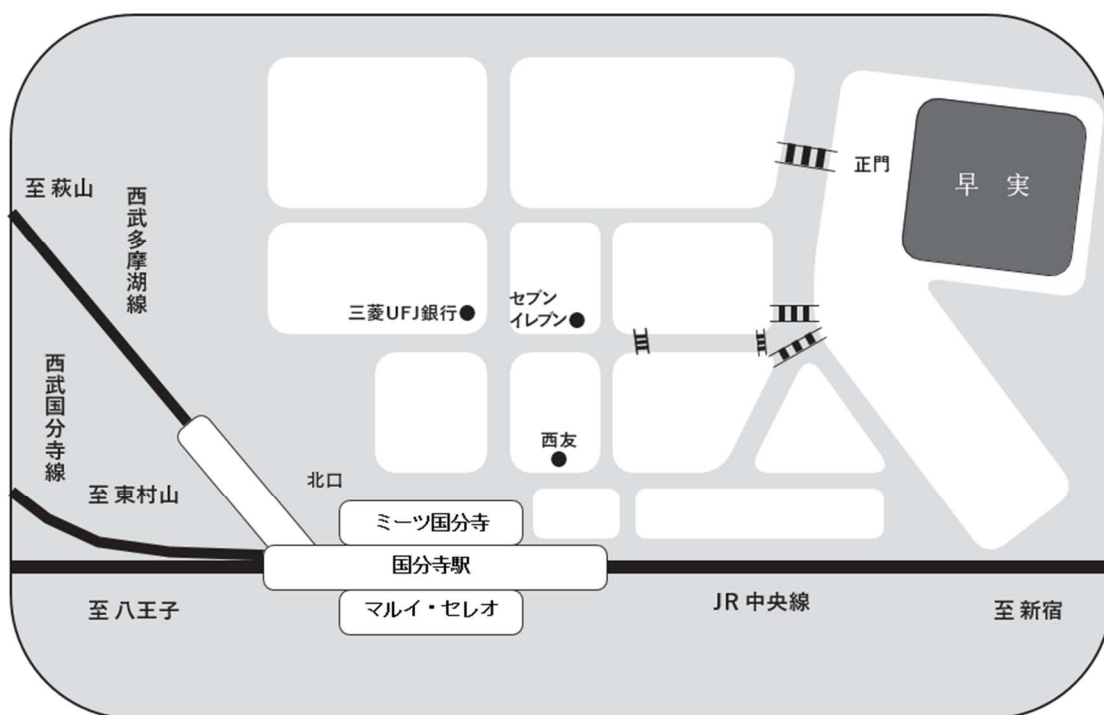 正門
早 実
至 萩山
西武多摩湖線
三菱UFJ銀行
セブン
イレブン
西武国分寺線
西友
北口
至 東村山
ミーツ国分寺
国分寺駅
マルイ・セレオ
至 八王子
JR 中央線
至 新宿